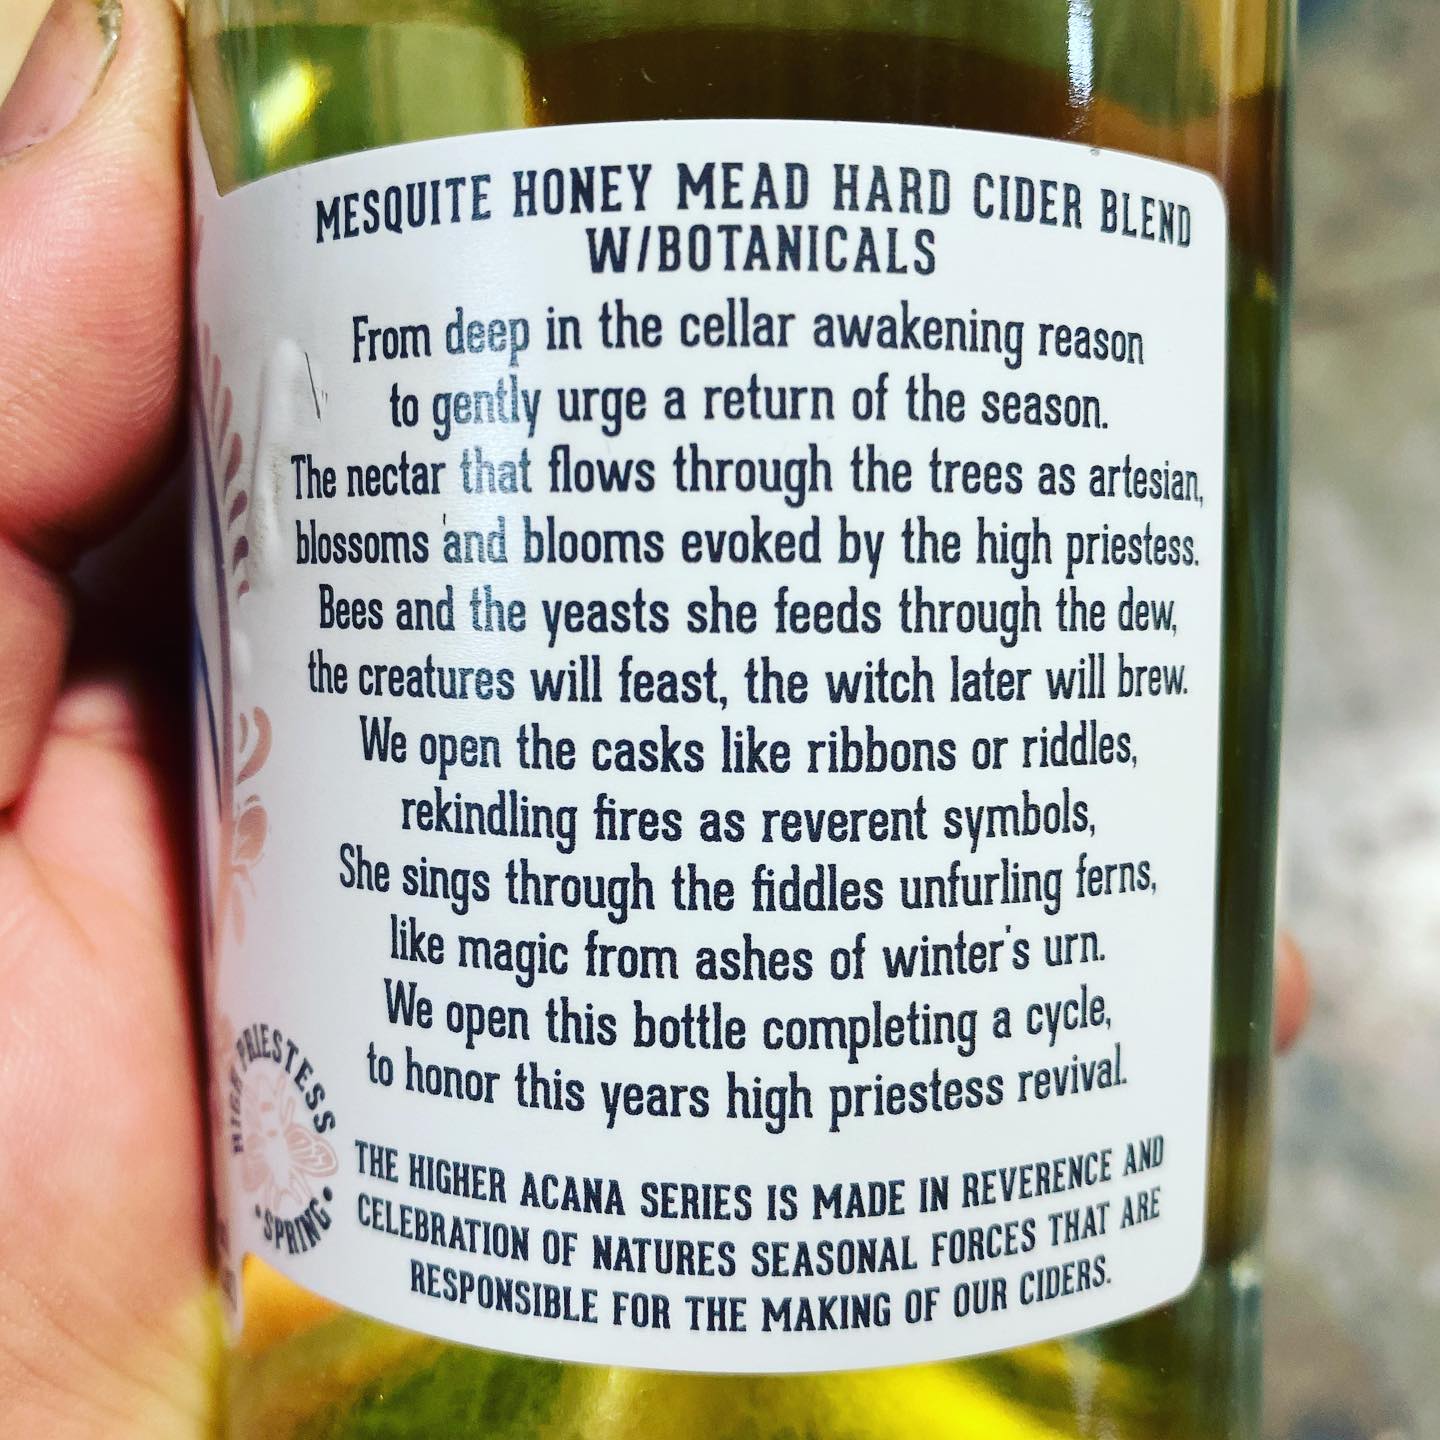 MESQUITE HONEY MEAD HARD CIDER BLEND
W/BOTANICALS
From deep in the cellar awakening reason
to gently urge a return of the season.
The nectar that flows through the trees as artesian,
blossoms and blooms evoked by the high priestess.
Bees and the yeasts she feeds through the dew,
the creatures will feast, the witch later will brew.
We open the casks like ribbons or riddles,
rekindling fires as reverent symbols,
She sings through the fiddles unfurling ferns,
like magic from ashes of winter's urn.
We open this bottle completing a cycle,
to honor this years high priestess revival.
THE HIGHER ACANA SERIES IS MADE IN REVERENCE AND
CELEBRATION OF NATURES SEASONAL FORCES THAT ARE
RESPONSIBLE FOR THE MAKING OF OUR CIDERS.
HIGH PRIESTESS
• SPRING •